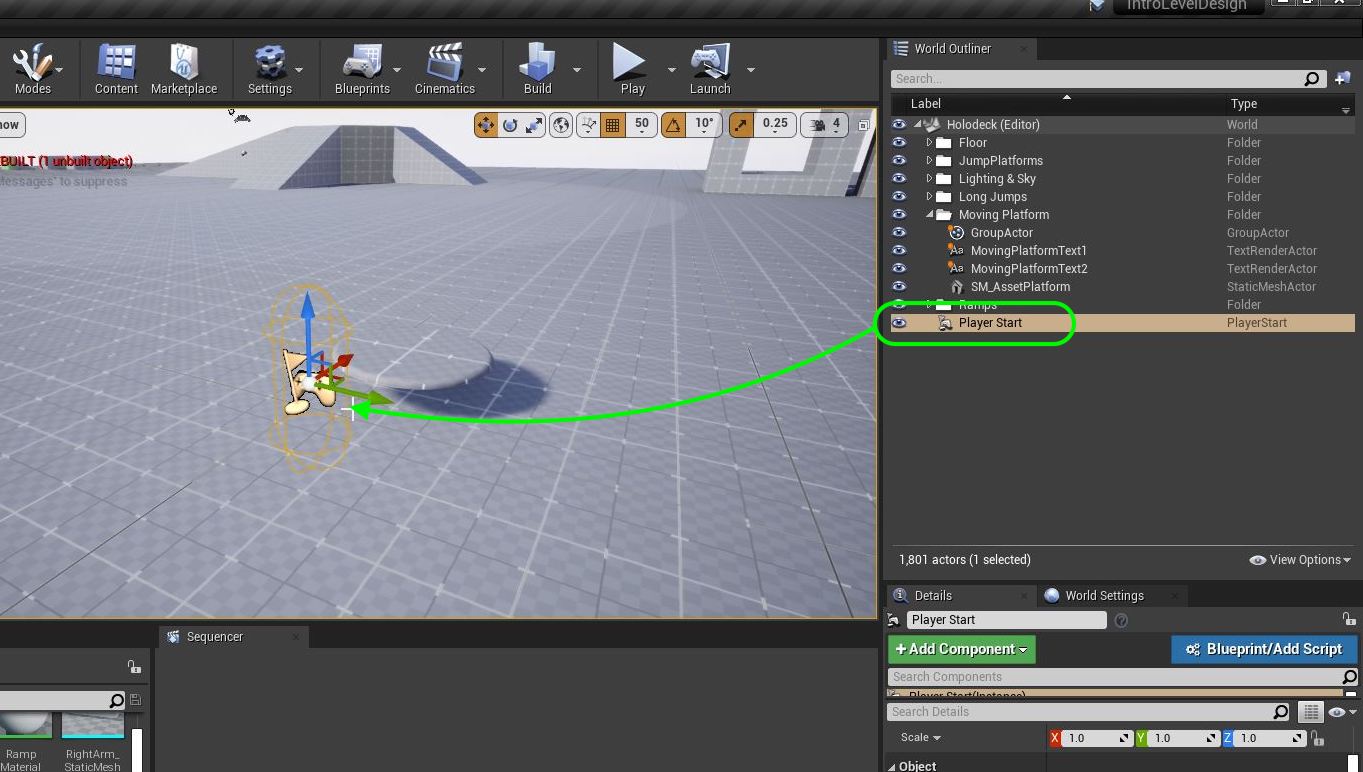 IntroLevelDesign
Modes
Content
Marketplace
Settings
Blueprints
Cinematics
Build
Play
Launch
now
50
10°
0.25
4
BUILT (1 unbuilt object)
Messages" to suppress
World Outliner
Search...
Label Type
Holodeck (Editor) World
Floor Folder
JumpPlatforms Folder
Lighting & Sky Folder
Long Jumps Folder
Moving Platform Folder
GroupActor GroupActor
MovingPlatformText1 TextRenderActor
MovingPlatformText2 TextRenderActor
SM_AssetPlatform StaticMeshActor
Ramps Folder
Player Start PlayerStart
1,801 actors (1 selected) View Options
Details World Settings
Player Start
+Add Component Blueprint/Add Script
Search Components
Player Start(Instance)
Search Details
Scale X 1.0 Y 1.0 Z 1.0
Object
Sequencer
Ramp
Material
RightArm_
StaticMesh